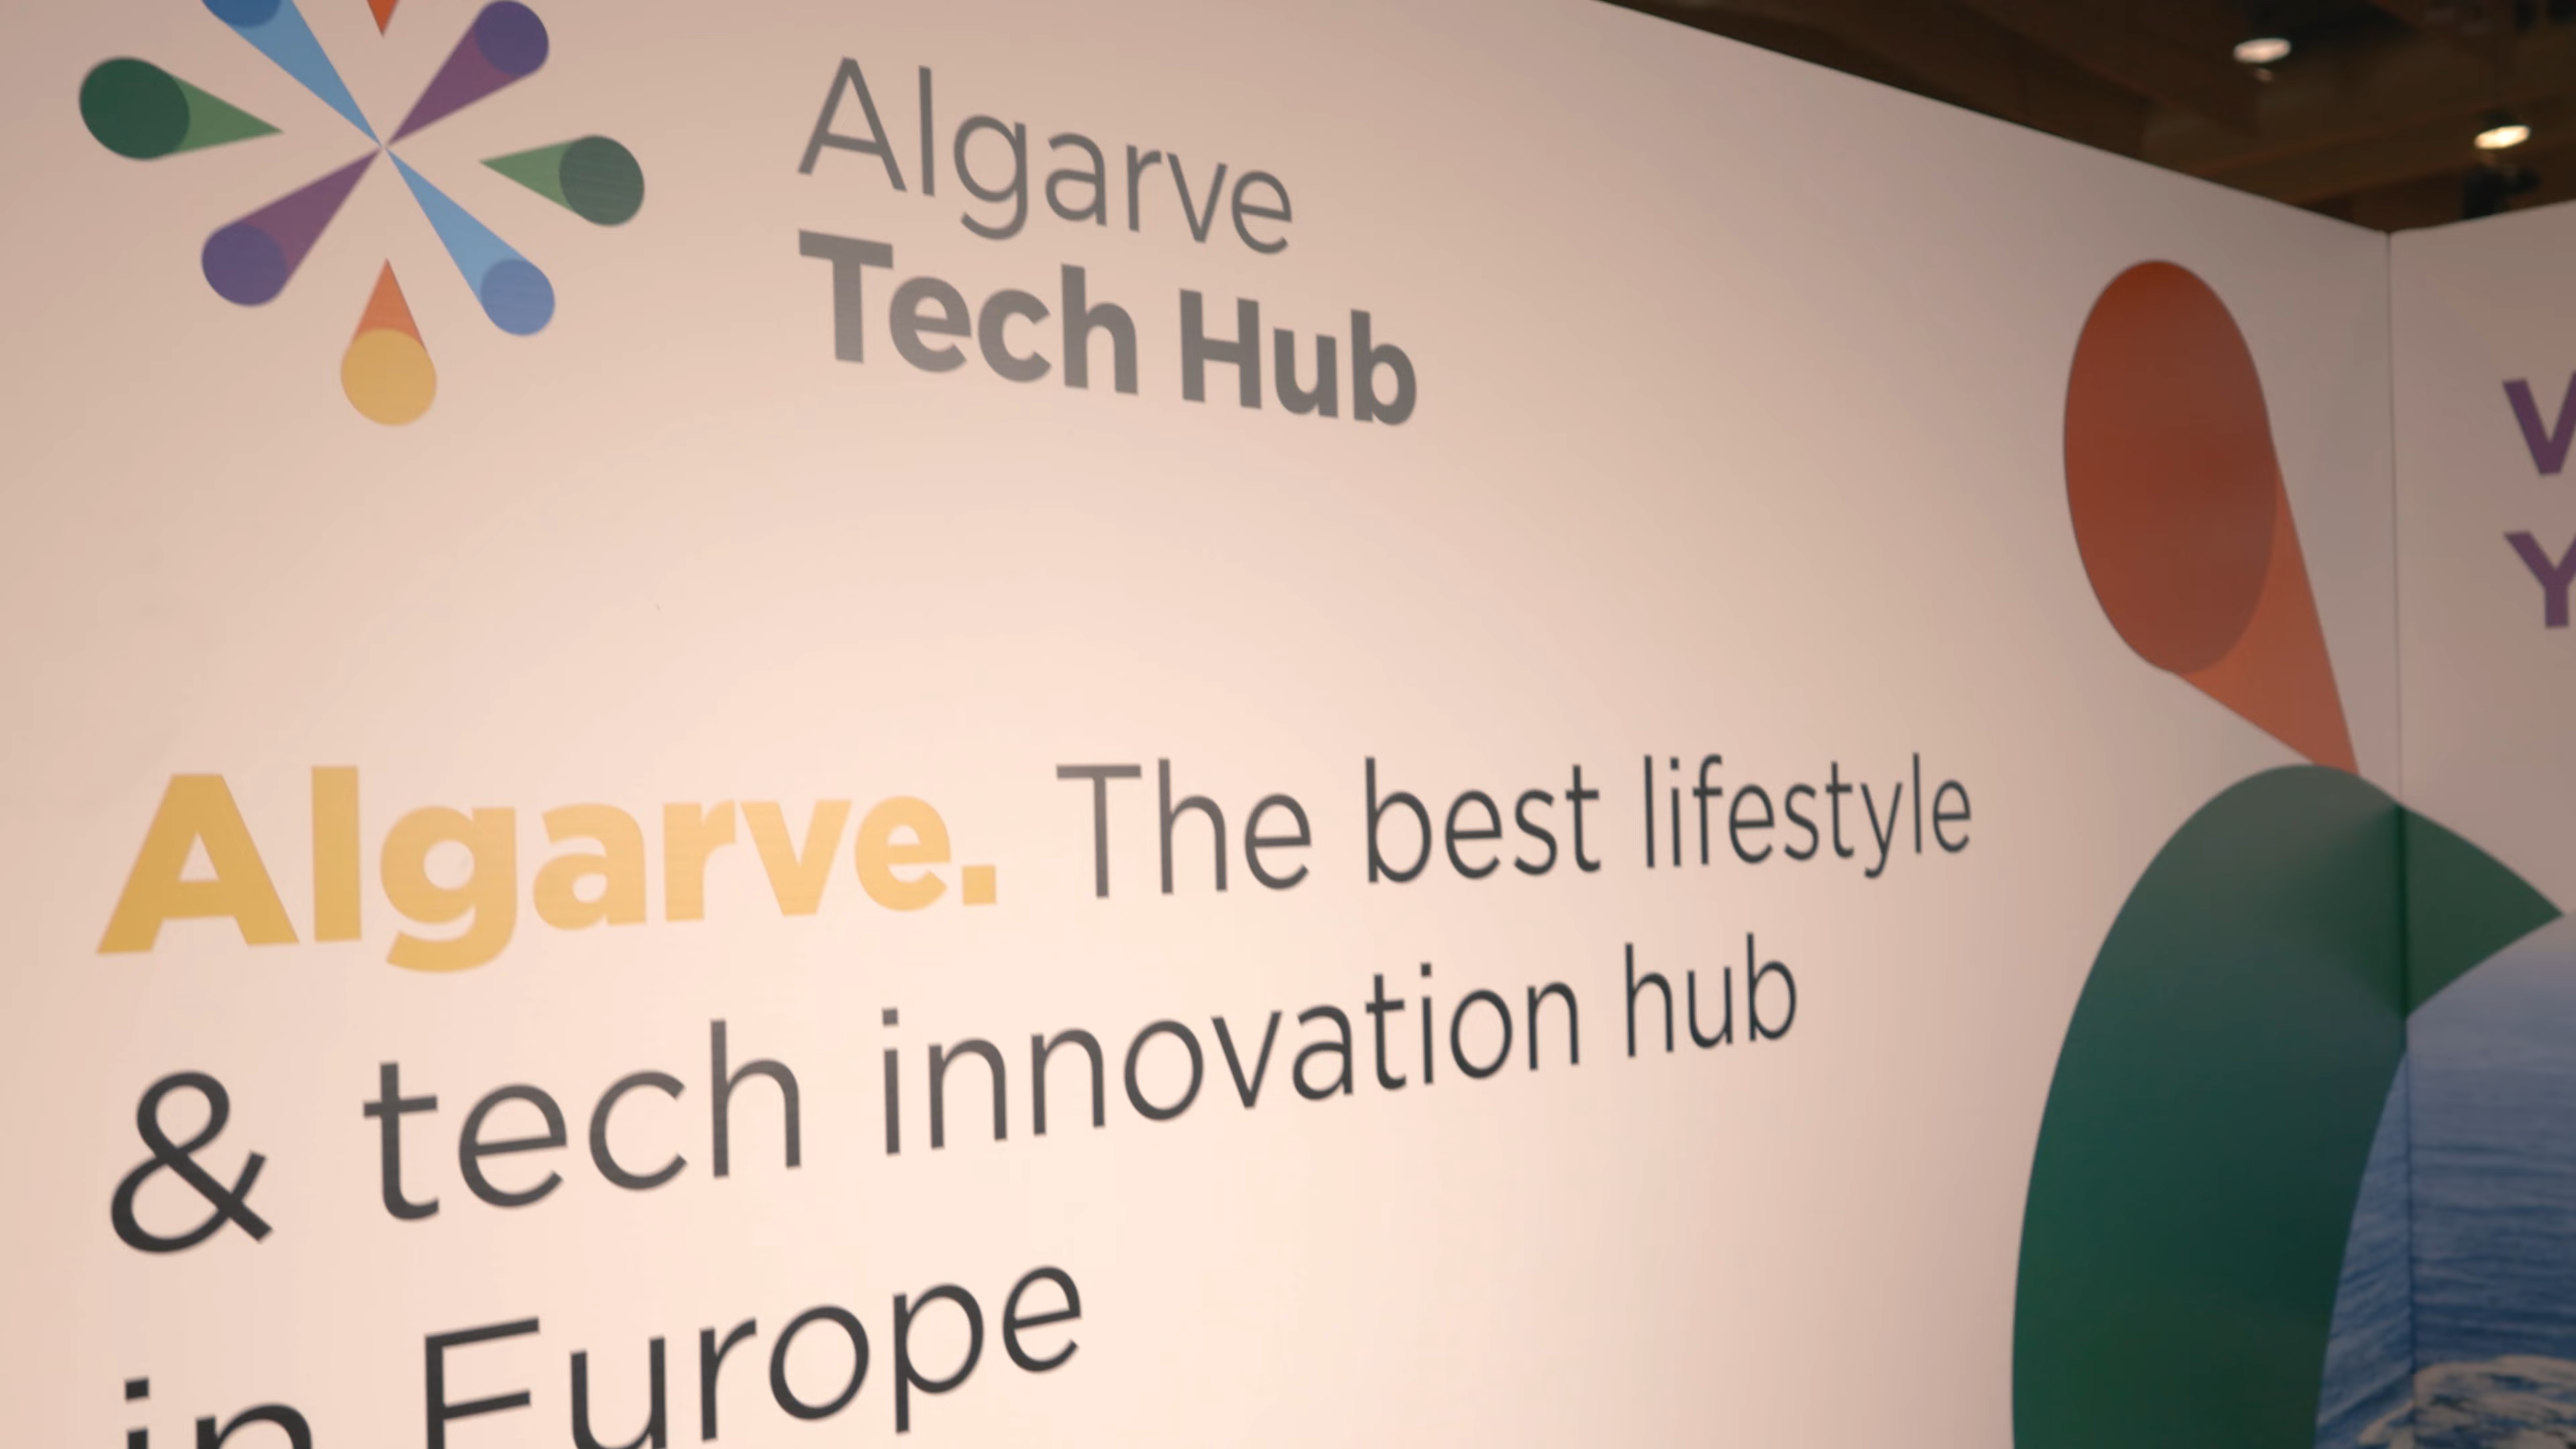 Algarve
Tech Hub
Algarve. The best lifestyle
& tech innovation hub
in Europe